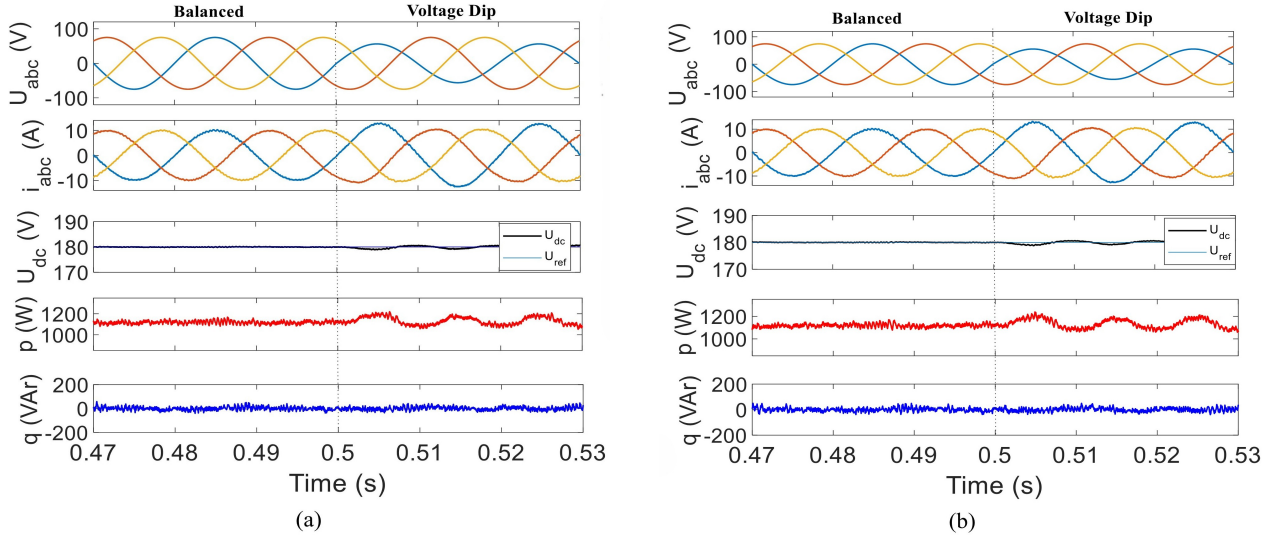 Balanced Voltage Dip
U_abc (V)
100
0
-100
i_abc (A)
10
0
-10
U_dc (V)
190
180
170
U_dc
U_ref
p (W)
1200
1000
q (VAr)
200
0
-200
0.47 0.48 0.49 0.5 0.51 0.52 0.53
Time (s)
(a)
Balanced Voltage Dip
U_abc (V)
100
0
-100
i_abc (A)
10
0
-10
U_dc (V)
190
180
170
U_dc
U_ref
p (W)
1200
1000
q (VAr)
200
0
-200
0.47 0.48 0.49 0.5 0.51 0.52 0.53
Time (s)
(b)